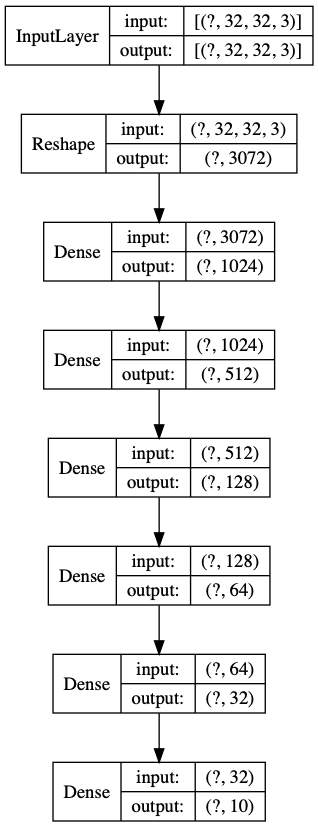 InputLayer
input: [(?, 32, 32, 3)]
output: [(?, 32, 32, 3)]
Reshape
input: (?, 32, 32, 3)
output: (?, 3072)
Dense
input: (?, 3072)
output: (?, 1024)
Dense
input: (?, 1024)
output: (?, 512)
Dense
input: (?, 512)
output: (?, 128)
Dense
input: (?, 128)
output: (?, 64)
Dense
input: (?, 64)
output: (?, 32)
Dense
input: (?, 32)
output: (?, 10)